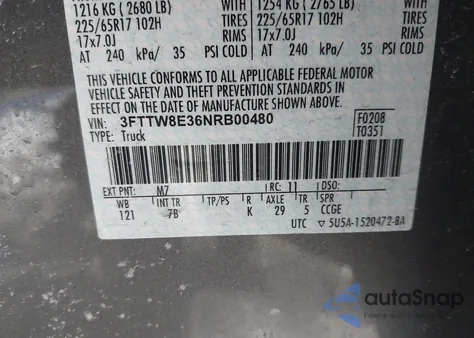 1216 KG ( 2680 LB) WITH 1254 KG ( 2765 LB) WITH
225/65R17 102H TIRES 225/65R17 102H TIRES
17x7.0J RIMS 17x7.0J RIMS
AT 240 kPa/ 35 PSI COLD AT 240 kPa/ 35 PSI COLD
THIS VEHICLE CONFORMS TO ALL APPLICABLE FEDERAL MOTOR
VEHICLE SAFETY AND THEFT PREVENTION STANDARDS IN
EFFECT ON THE DATE OF MANUFACTURE SHOWN ABOVE.
VIN: 3FTTW8E36NRB00480 F0208
TYPE: Truck T0351
EXT PNT: M7 RC: 11 DSO:
WB INT TR TP/PS R AXLE TR SPR
121 7B K 29 5 CCGE
UTC 5U5A-1520472-BA
autoSnap